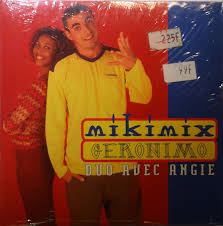 225F
49F
mikimix
GERONIMO
DUO AVEC ANGIE